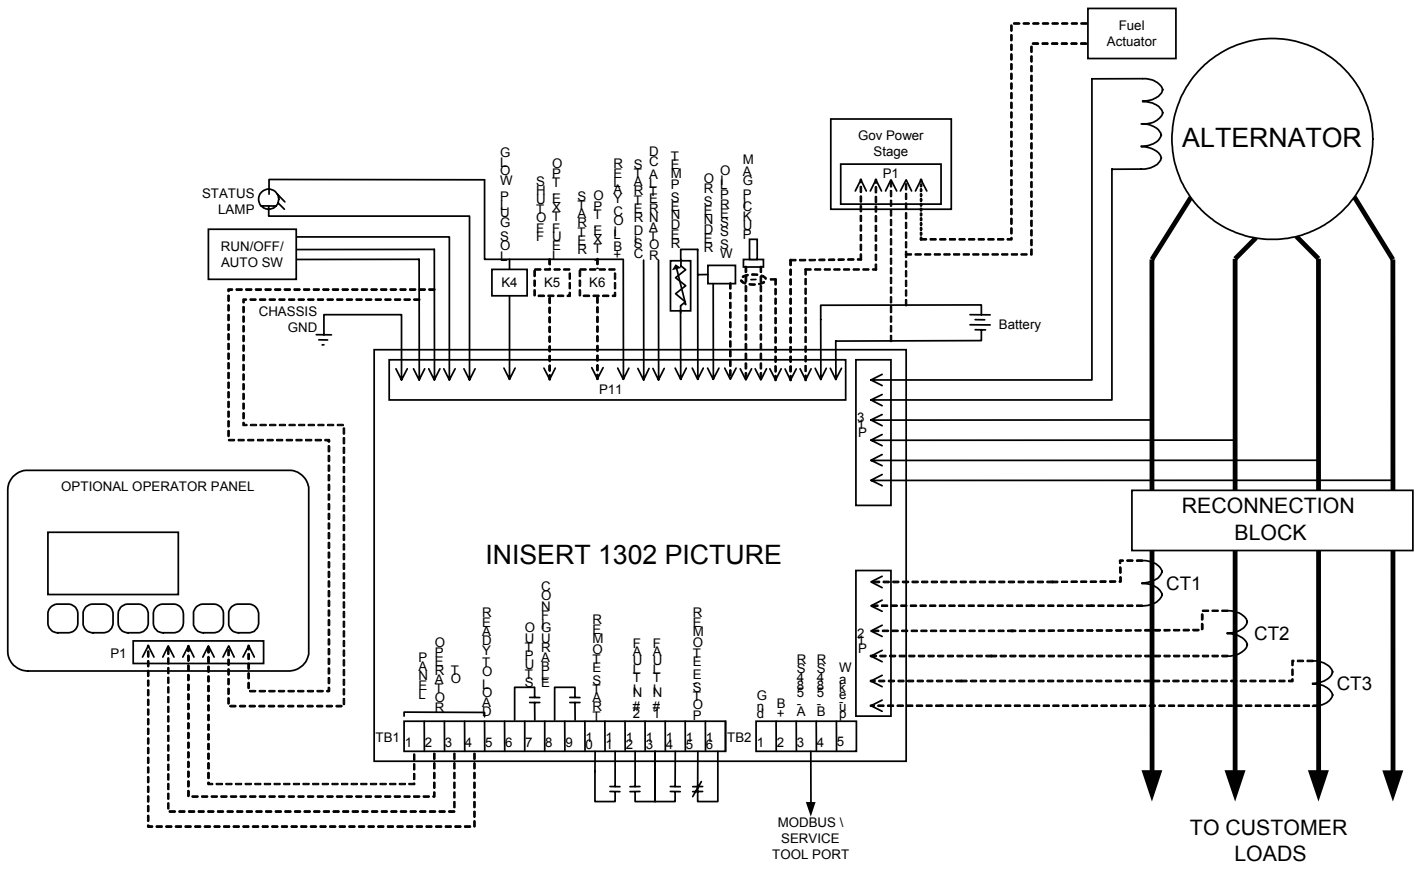 Fuel
Actuator
ALTERNATOR
Gov Power
Stage
P1
STATUS
LAMP
RUN/OFF/
AUTO SW
CHASSIS
GND
GLOW PLUG SOL
OPT EXT FUE
SHUTOFF
OPT EXT
STARTER
RELAY COIL B+
STARTER DISC
DC ALTERNATOR
TEMP SENDER
OIL PRES SW
OR SENDER
MAG PICKUP
K4
K5
K6
Battery
P11
P13
OPTIONAL OPERATOR PANEL
P1
INISERT 1302 PICTURE
RECONNECTION
BLOCK
CT1
CT2
CT3
P12
TO
OPERATOR
PANEL
READY TO LOAD
CONFIGURABLE
OUTPUTS
REMOTE START
FAULT IN #2
FAULT IN #1
REMOTE ESTOP
Gnd
B+
RS485-A
RS485-B
Wakeup
TB1
1 2 3 4 5 6 7 8 9 10 11 12 13 14 15 16
TB2
1 2 3 4 5
MODBUS \
SERVICE
TOOL PORT
TO CUSTOMER
LOADS